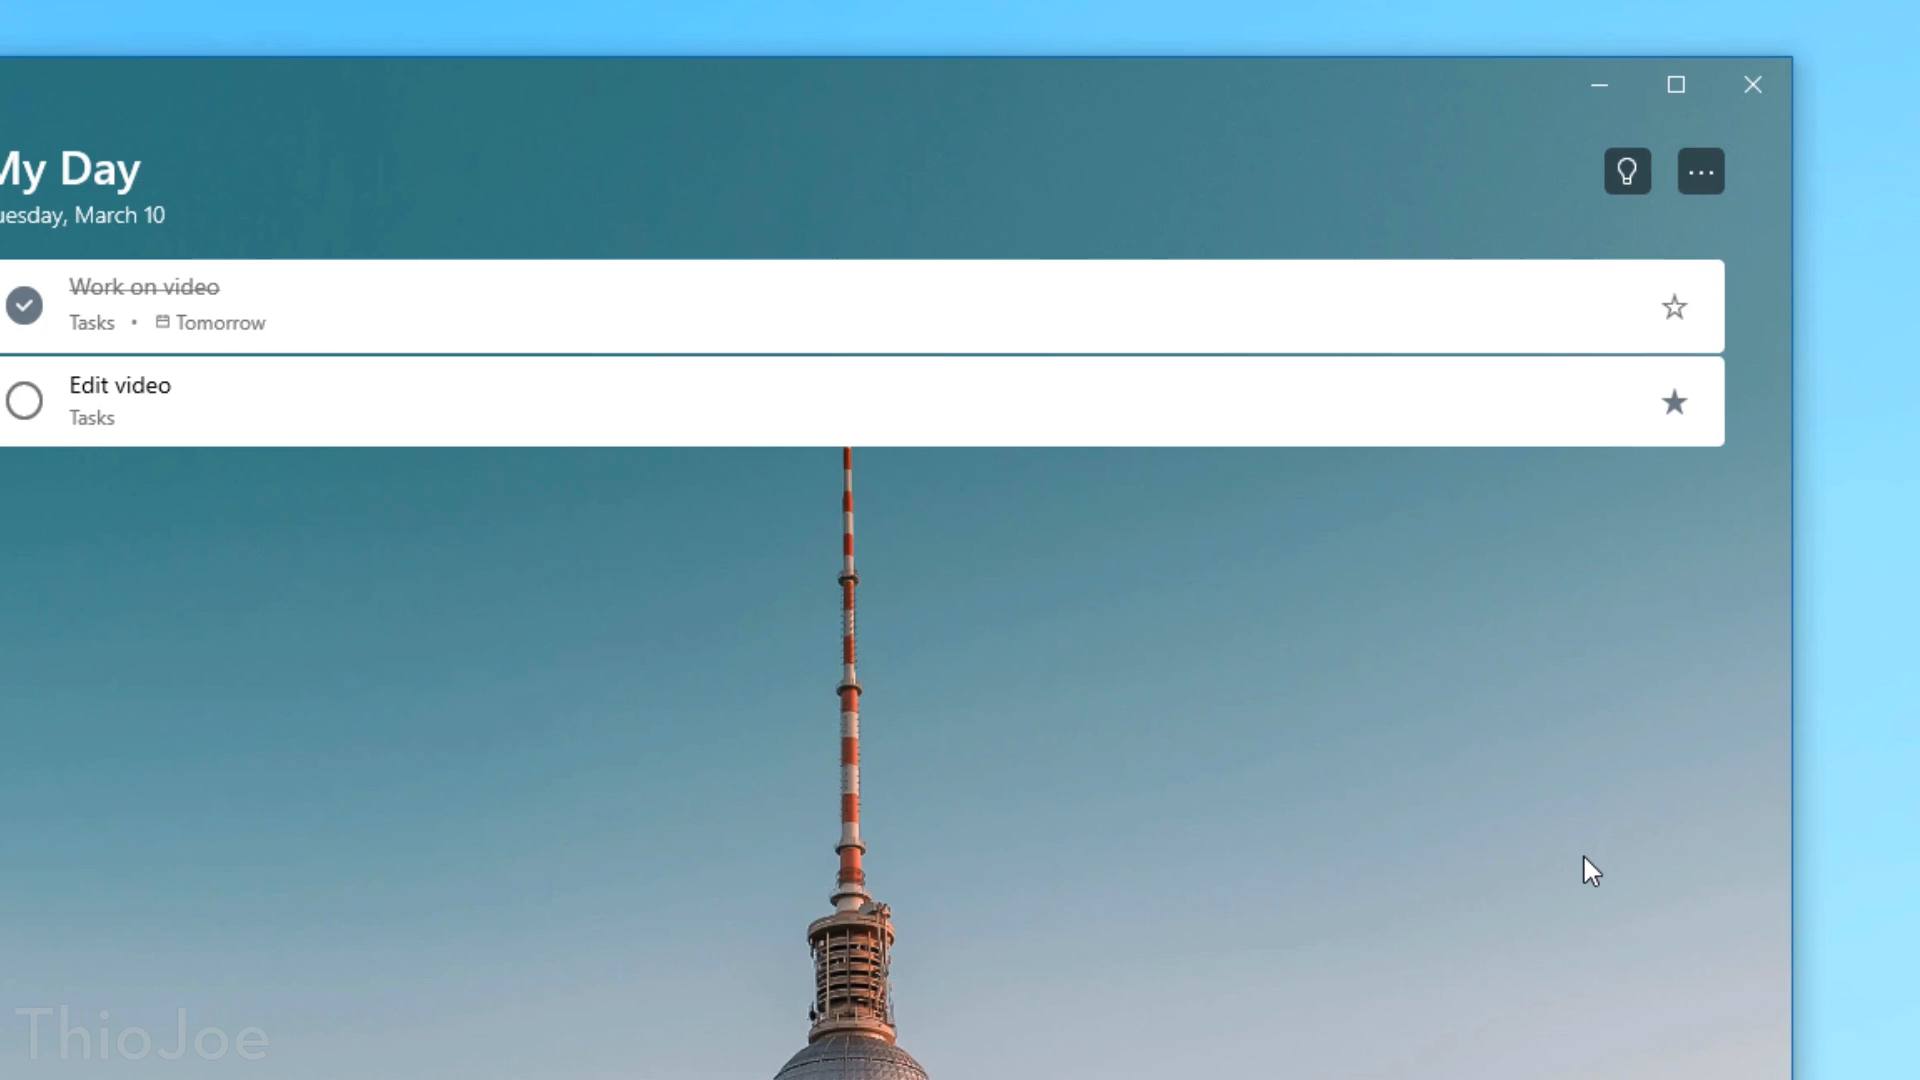 My Day
uesday, March 10
Work on video
Tasks • Tomorrow
Edit video
Tasks
ThioJoe